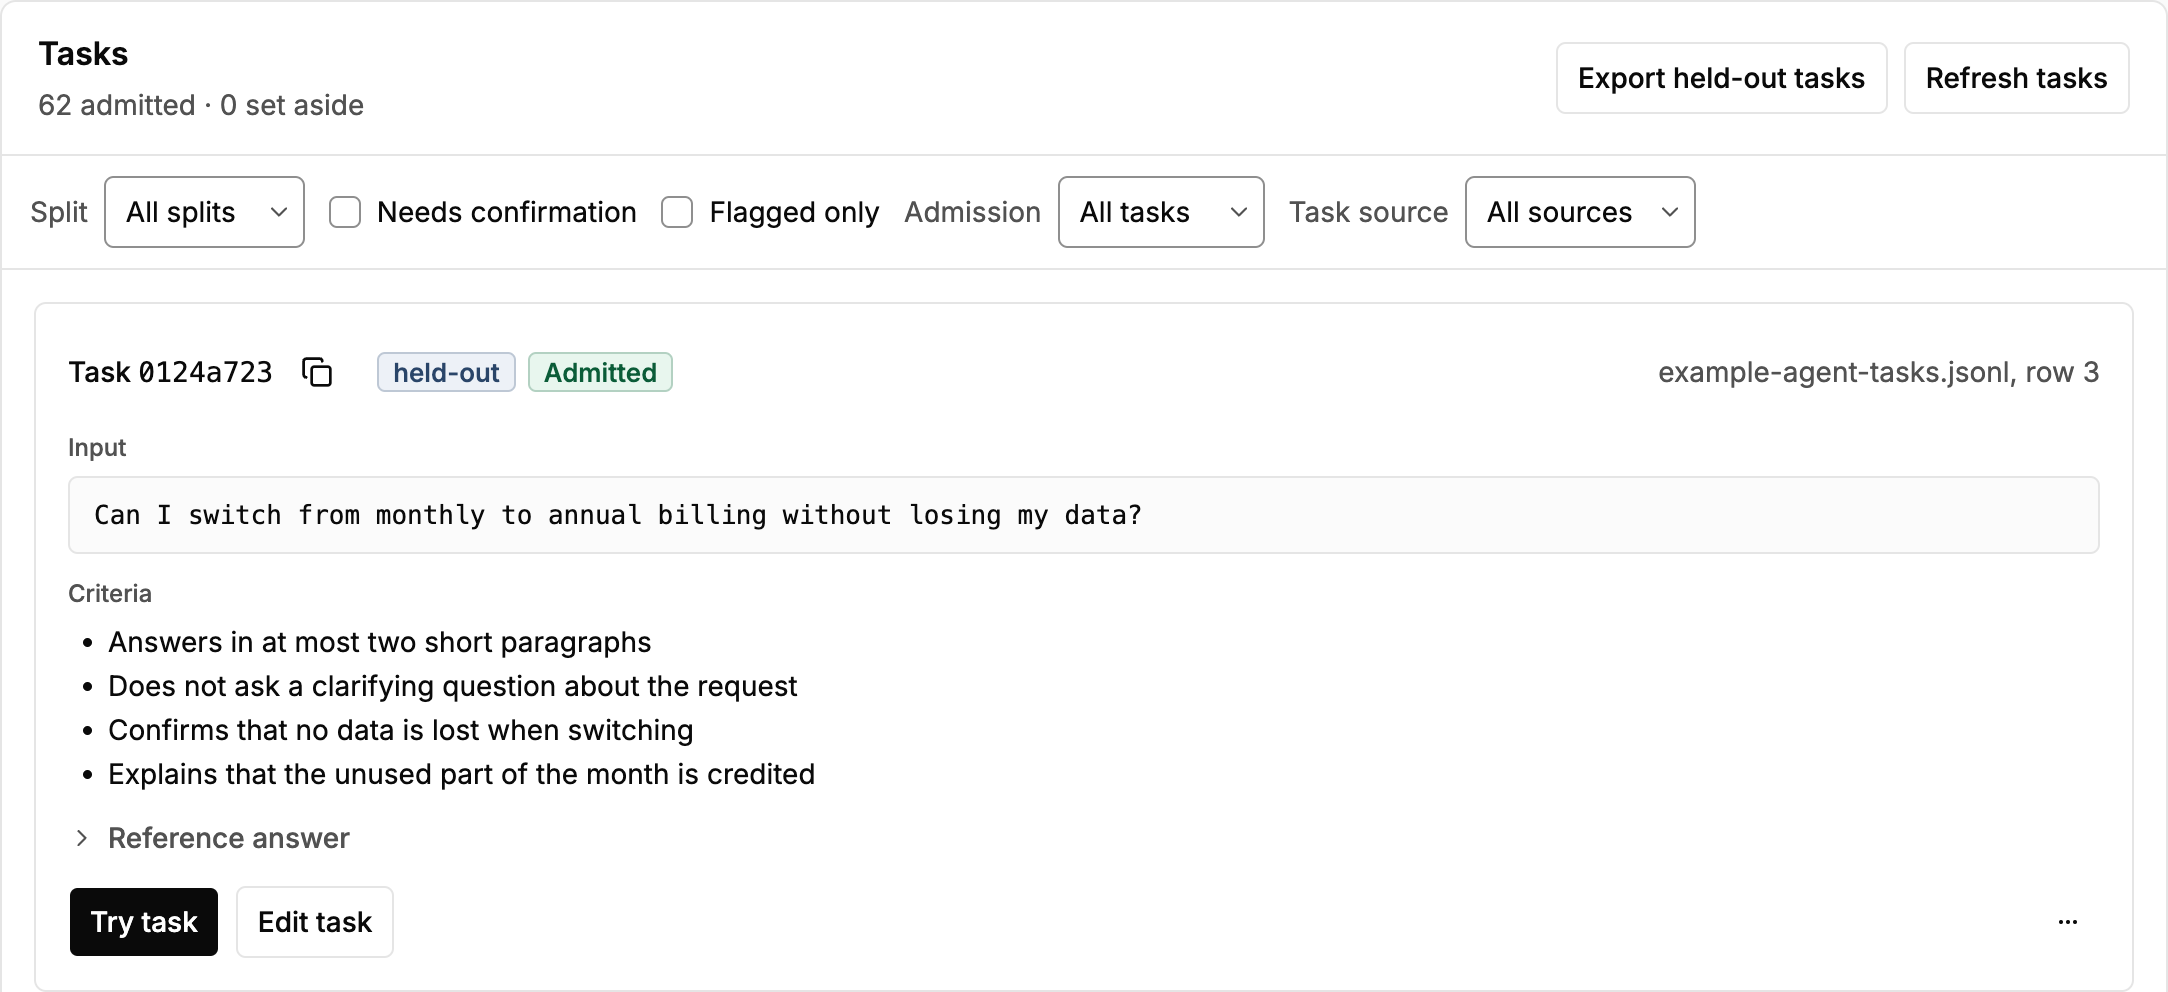 Tasks
62 admitted · 0 set aside
Export held-out tasks
Refresh tasks
Split
All splits
Needs confirmation
Flagged only
Admission
All tasks
Task source
All sources
Task 0124a723
held-out
Admitted
example-agent-tasks.jsonl, row 3
Input
Can I switch from monthly to annual billing without losing my data?
Criteria
• Answers in at most two short paragraphs
• Does not ask a clarifying question about the request
• Confirms that no data is lost when switching
• Explains that the unused part of the month is credited
Reference answer
Try task
Edit task
...